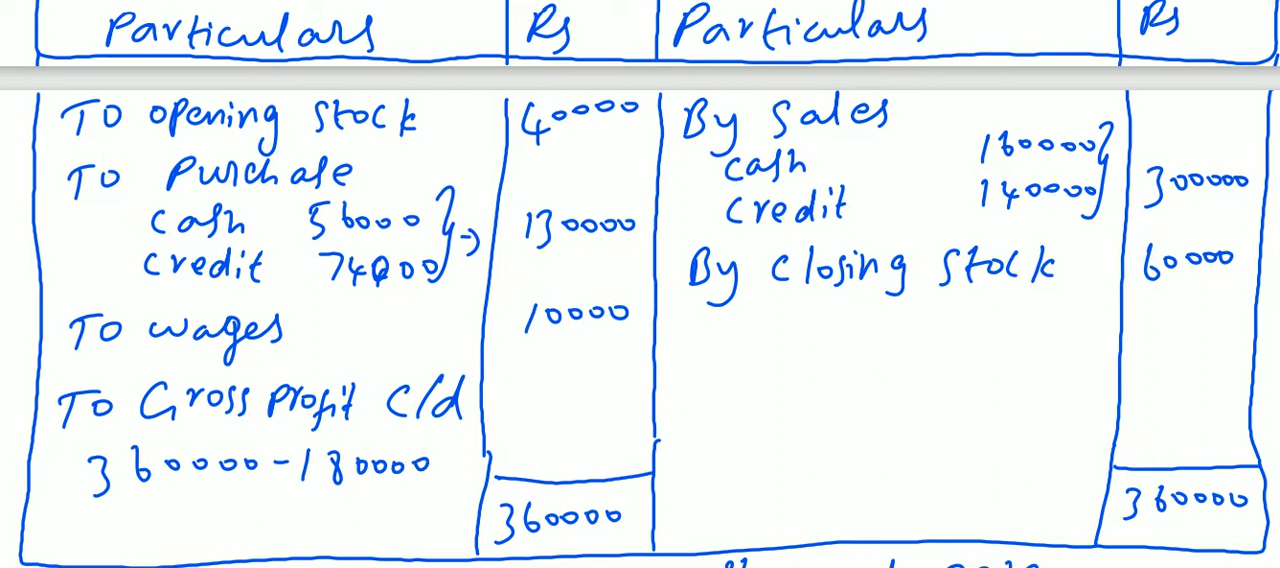 Particulars Rs Particulars Rs
To opening stock 40000 By Sales
cash 160000
To Purchase
cash 56000 } → 130000 credit 140000 } 300000
credit 74000
By closing stock 60000
To wages 10000
To Gross Profit c/d
360000-180000
360000 360000